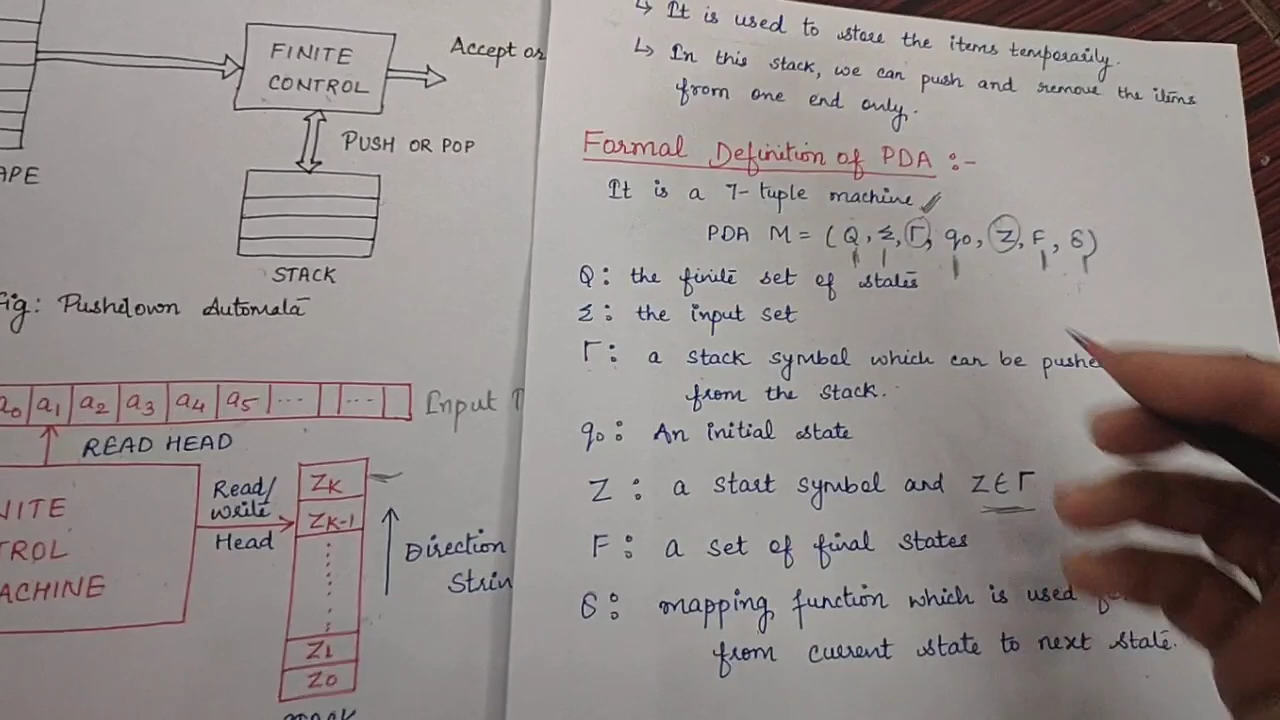 FINITE
CONTROL
Accept or
PUSH OR POP
STACK
Fig: Pushdown Automata
a0 a1 a2 a3 a4 a5 ... ...
Input
READ HEAD
Read/
write
Head
ZK
ZK-1
Z1
Z0
Direction
↳ It is used to store the items temporarily.
↳ In this stack, we can push and remove the items
from one end only.
Formal Definition of PDA :-
It is a 7-tuple machine
PDA M = (Q, Σ, Γ, q0, Z, F, δ)
Q: the finite set of states
Σ: the input set
Γ: a stack symbol which can be pushe
from the stack.
q0: An initial state
Z : a start symbol and Z∈Γ
F: a set of final states
δ: mapping function which is used
from current state to next state.